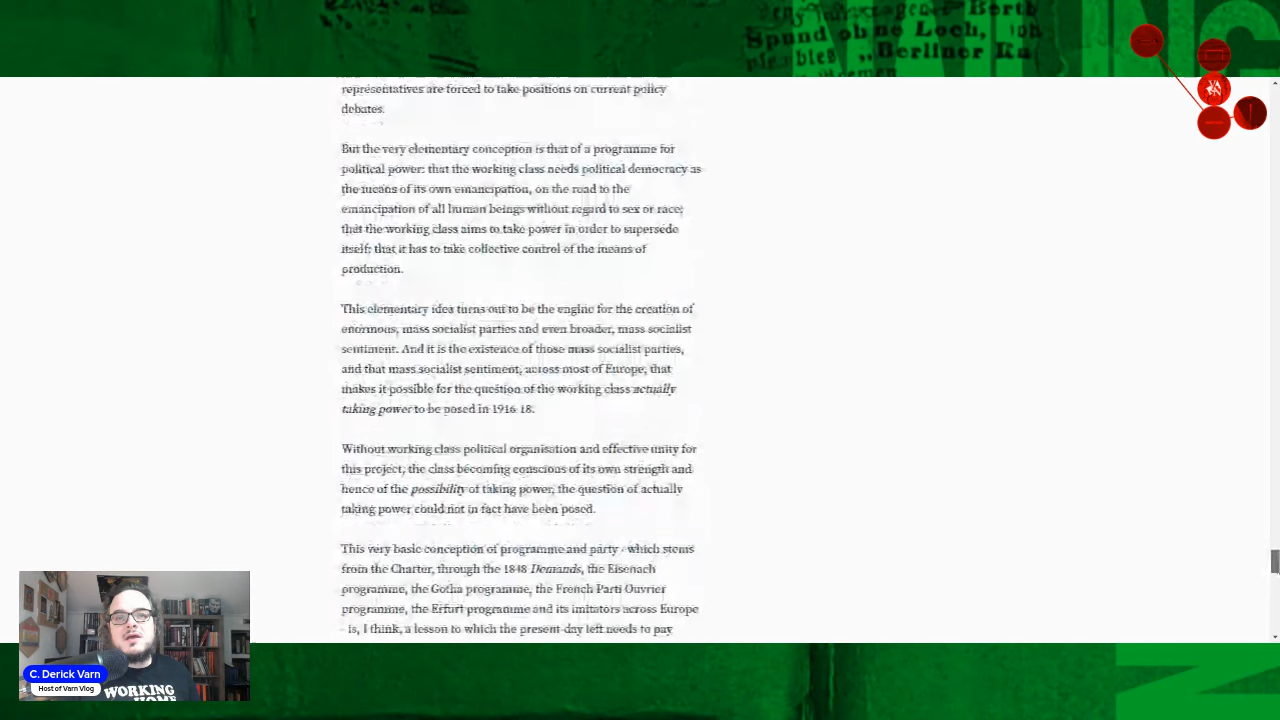 Spund ohne Loch,
Berliner
VARN
representatives are forced to take positions on current policy
debates.
But the very elementary conception is that of a programme for
political power: that the working class needs political democracy as
the means of its own emancipation, on the road to the
emancipation of all human beings without regard to sex or race;
that the working class aims to take power in order to supersede
itself; that it has to take collective control of the means of
production.
This elementary idea turns out to be the engine for the creation of
enormous, mass socialist parties and even broader, mass socialist
sentiment. And it is the existence of those mass socialist parties,
and that mass socialist sentiment, across most of Europe, that
makes it possible for the question of the working class actually
taking power to be posed in 1916-18.
Without working class political organisation and effective unity for
this project, the class becoming conscious of its own strength and
hence of the possibility of taking power, the question of actually
taking power could not in fact have been posed.
This very basic conception of programme and party - which stems
from the Charter, through the 1848 Demands, the Eisenach
programme, the Gotha programme, the French Parti Ouvrier
programme, the Erfurt programme and its imitators across Europe
- is, I think, a lesson to which the present-day left needs to pay
C. Derick Varn
Host of Varn Vlog
WORKING